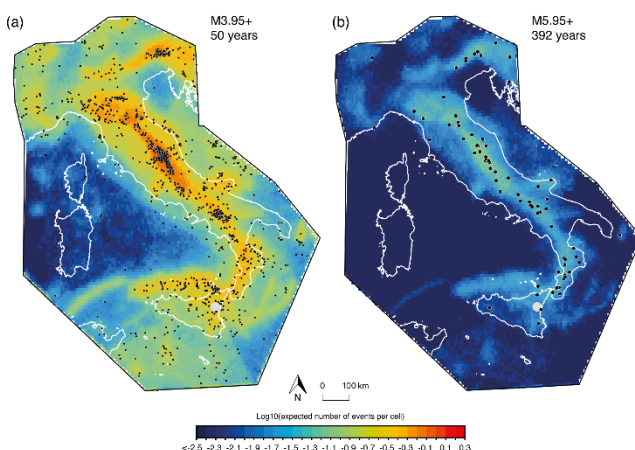 (a)
M3.95+
50 years
(b)
M5.95+
392 years
N
0 100 km
Log10(expected number of events per cell)
<-2.5 -2.3 -2.1 -1.9 -1.7 -1.5 -1.3 -1.1 -0.9 -0.7 -0.5 -0.3 -0.1 0.1 0.3